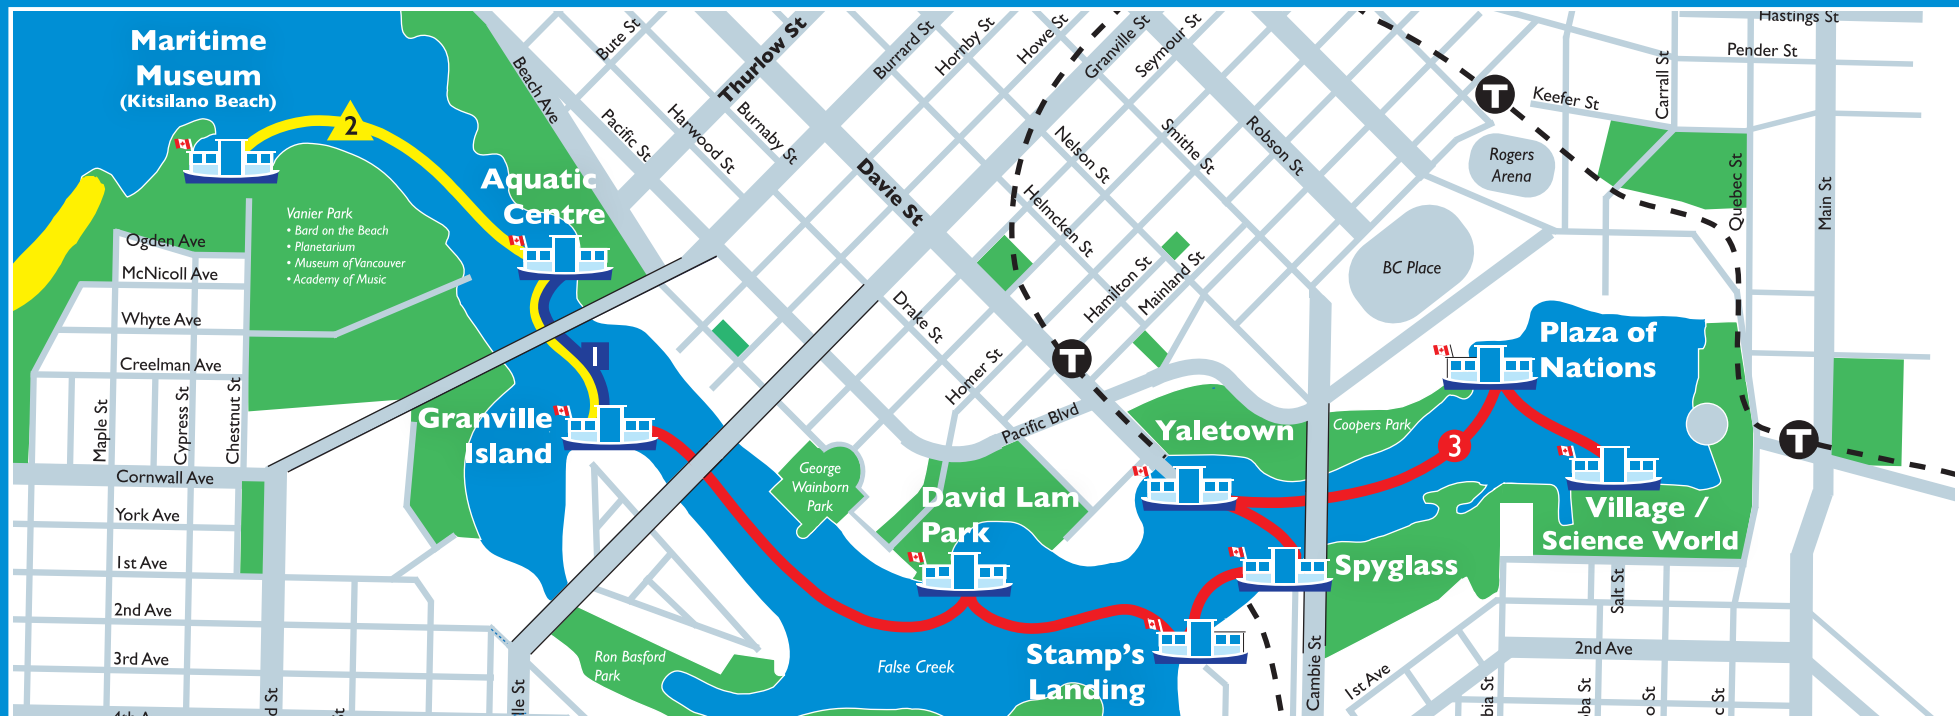 Maritime
Museum
(Kitsilano Beach)
2
Aquatic
Centre
1
Granville
Island
David Lam
Park
Yaletown
3
Plaza of
Nations
Village /
Science World
Spyglass
Stamp's
Landing
False Creek
Vanier Park
• Bard on the Beach
• Planetarium
• Museum of Vancouver
• Academy of Music
George
Wainborn
Park
Ron Basford
Park
Coopers Park
BC Place
Rogers
Arena
T
T
T
Beach Ave
Bute St
Pacific St
Harwood St
Thurlow St
Burnaby St
Burrard St
Hornby St
Howe St
Granville St
Seymour St
Davie St
Nelson St
Smithe St
Robson St
Helmcken St
Hamilton St
Mainland St
Drake St
Homer St
Pacific Blvd
Keefer St
Carrall St
Hastings St
Pender St
Quebec St
Main St
Ogden Ave
McNicoll Ave
Whyte Ave
Creelman Ave
Maple St
Cypress St
Chestnut St
Cornwall Ave
York Ave
1st Ave
2nd Ave
3rd Ave
Cambie St
1st Ave
2nd Ave
Salt St